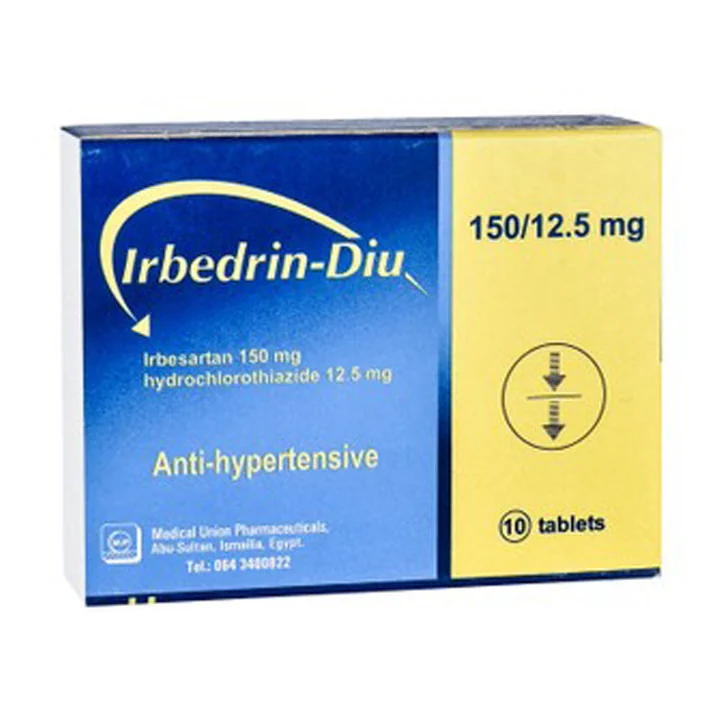 Irbedrin-Diu
Irbesartan 150 mg
hydrochlorothiazide 12.5 mg
Anti-hypertensive
MUP
Medical Union Pharmaceuticals,
Abu-Sultan, Ismailia, Egypt.
Tel.: 064 3400822
150/12.5 mg
10 tablets